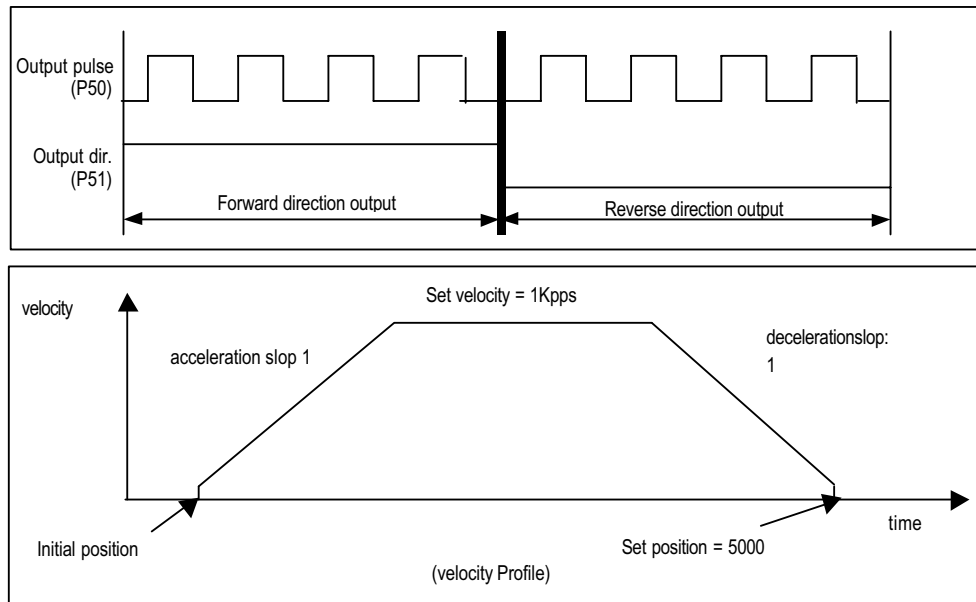 Output pulse
(P50)
Output dir.
(P51)
Forward direction output
Reverse direction output
velocity
Set velocity = 1Kpps
acceleration slop 1
decelerationslop:
1
Initial position
Set position = 5000
time
(velocity Profile)